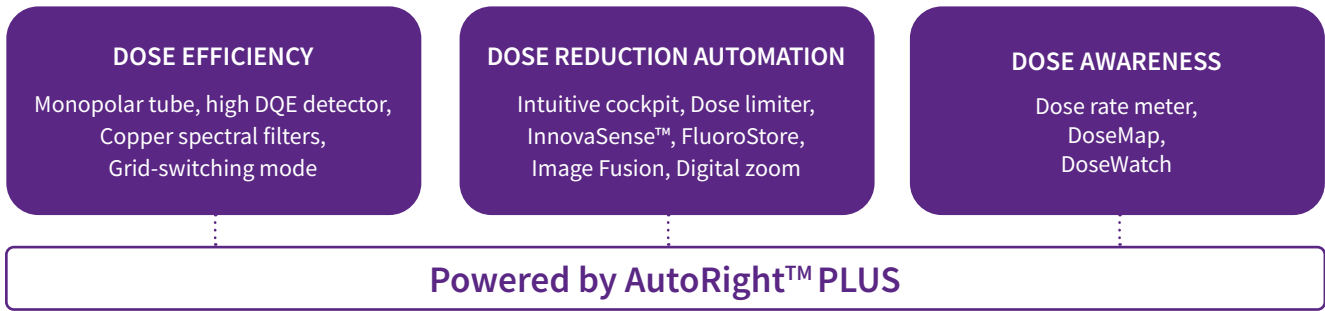 DOSE EFFICIENCY
Monopolar tube, high DQE detector,
Copper spectral filters,
Grid-switching mode
DOSE REDUCTION AUTOMATION
Intuitive cockpit, Dose limiter,
InnovaSense™, FluoroStore,
Image Fusion, Digital zoom
DOSE AWARENESS
Dose rate meter,
DoseMap,
DoseWatch
Powered by AutoRight™ PLUS